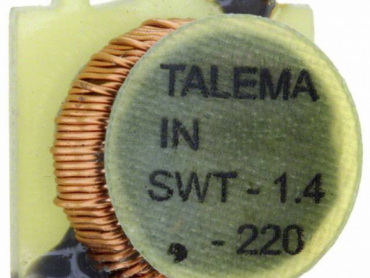 TALEMA
IN
SWT - 1.4
, - 220